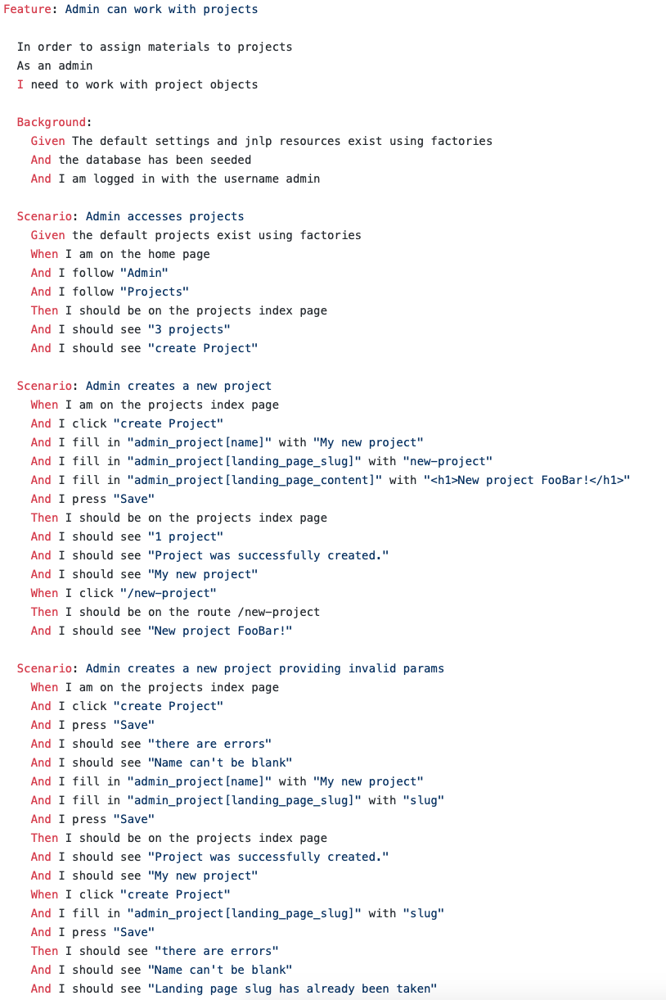 Feature: Admin can work with projects
In order to assign materials to projects
As an admin
I need to work with project objects
Background:
Given The default settings and jnlp resources exist using factories
And the database has been seeded
And I am logged in with the username admin
Scenario: Admin accesses projects
Given the default projects exist using factories
When I am on the home page
And I follow "Admin"
And I follow "Projects"
Then I should be on the projects index page
And I should see "3 projects"
And I should see "create Project"
Scenario: Admin creates a new project
When I am on the projects index page
And I click "create Project"
And I fill in "admin_project[name]" with "My new project"
And I fill in "admin_project[landing_page_slug]" with "new-project"
And I fill in "admin_project[landing_page_content]" with "<h1>New project FooBar!</h1>"
And I press "Save"
Then I should be on the projects index page
And I should see "1 project"
And I should see "Project was successfully created."
And I should see "My new project"
When I click "/new-project"
Then I should be on the route /new-project
And I should see "New project FooBar!"
Scenario: Admin creates a new project providing invalid params
When I am on the projects index page
And I click "create Project"
And I press "Save"
And I should see "there are errors"
And I should see "Name can't be blank"
And I fill in "admin_project[name]" with "My new project"
And I fill in "admin_project[landing_page_slug]" with "slug"
And I press "Save"
Then I should be on the projects index page
And I should see "Project was successfully created."
And I should see "My new project"
When I click "create Project"
And I fill in "admin_project[landing_page_slug]" with "slug"
And I press "Save"
Then I should see "there are errors"
And I should see "Name can't be blank"
And I should see "Landing page slug has already been taken"